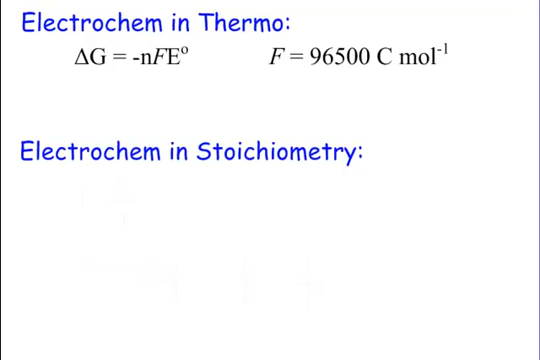 Electrochem in Thermo:
ΔG = -nFE° F = 96500 C mol⁻¹
Electrochem in Stoichiometry: